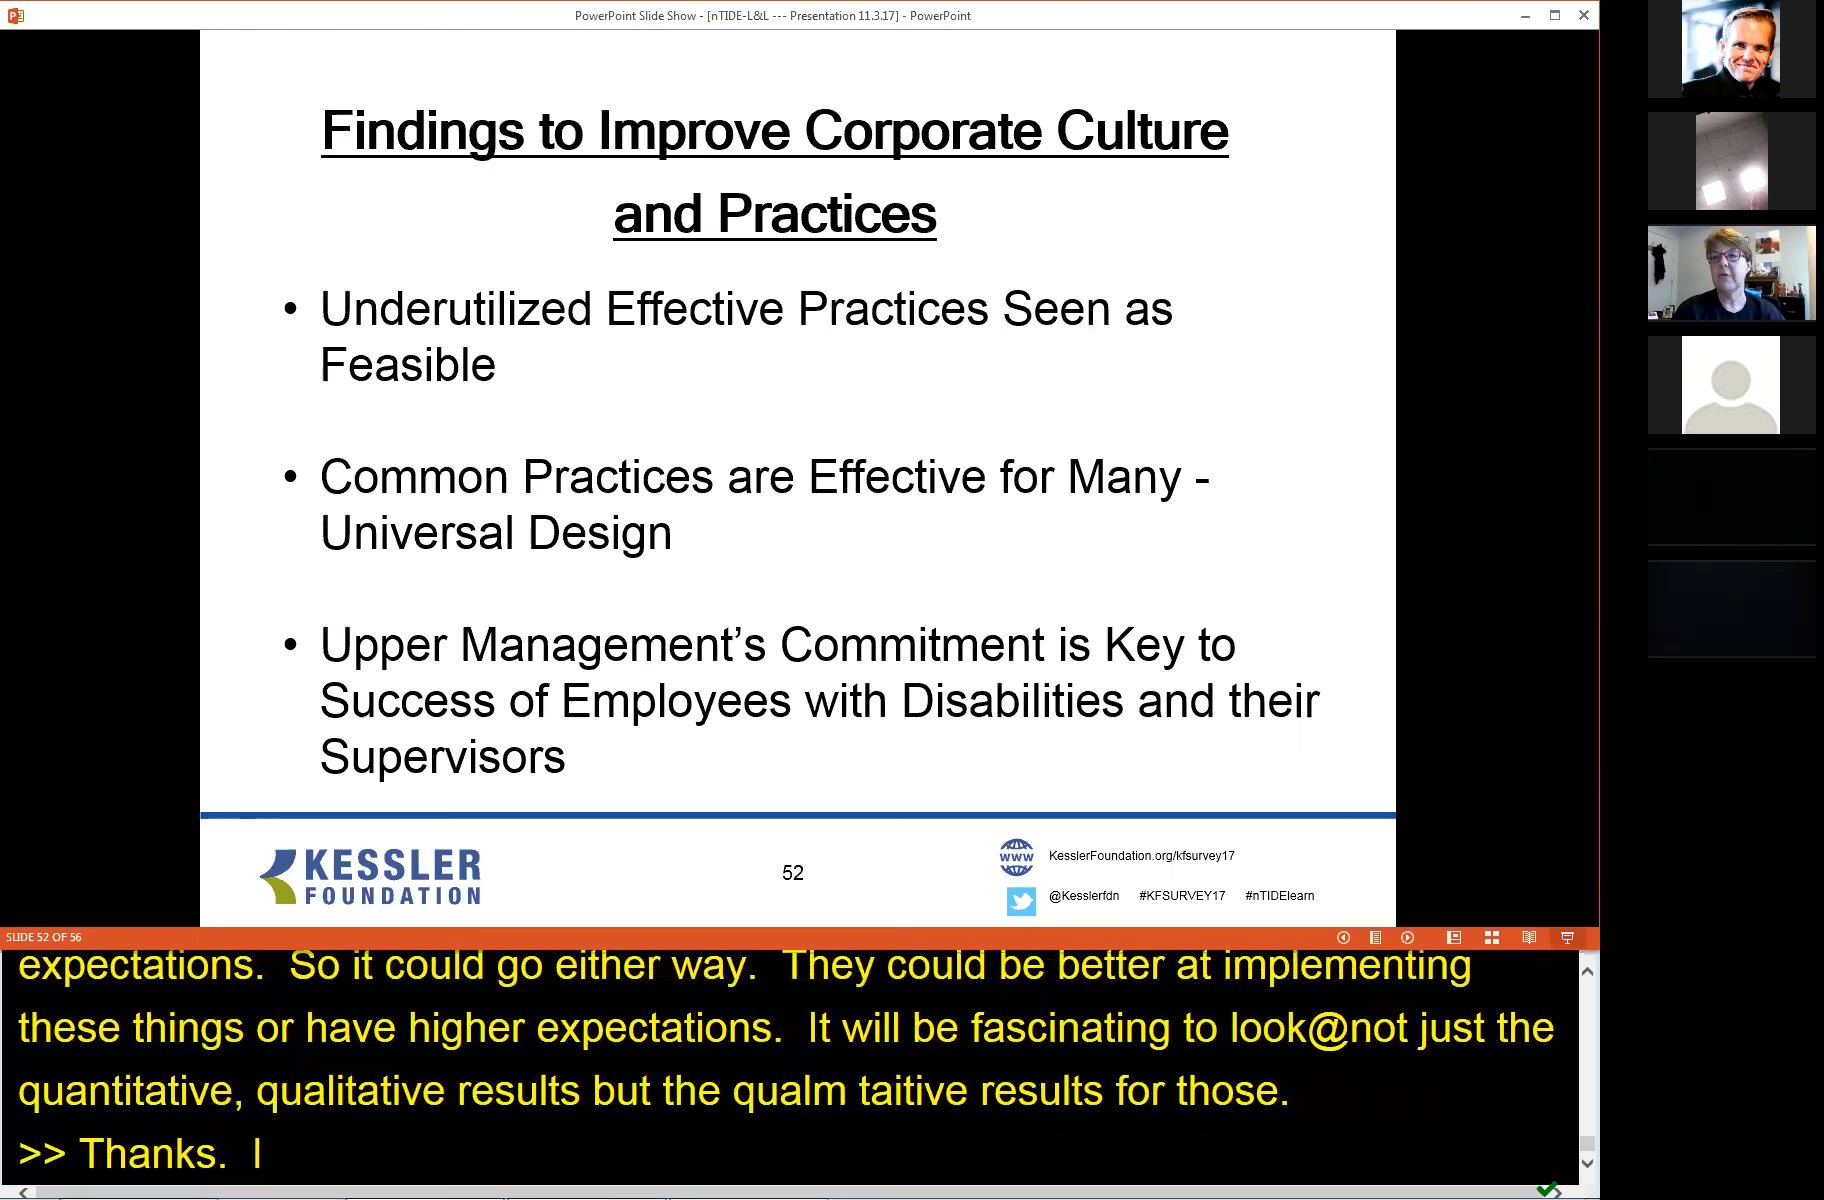 PowerPoint Slide Show - [nTIDE-L&L --- Presentation 11.3.17] - PowerPoint
Findings to Improve Corporate Culture
and Practices
• Underutilized Effective Practices Seen as
Feasible
• Common Practices are Effective for Many -
Universal Design
• Upper Management’s Commitment is Key to
Success of Employees with Disabilities and their
Supervisors
KESSLER
FOUNDATION
52
www
KesslerFoundation.org/kfsurvey17
@Kesslerfdn #KFSURVEY17 #nTIDElearn
SLIDE 52 OF 56
expectations. So it could go either way. They could be better at implementing
these things or have higher expectations. It will be fascinating to look@not just the
quantitative, qualitative results but the qualm taitive results for those.
>> Thanks. I